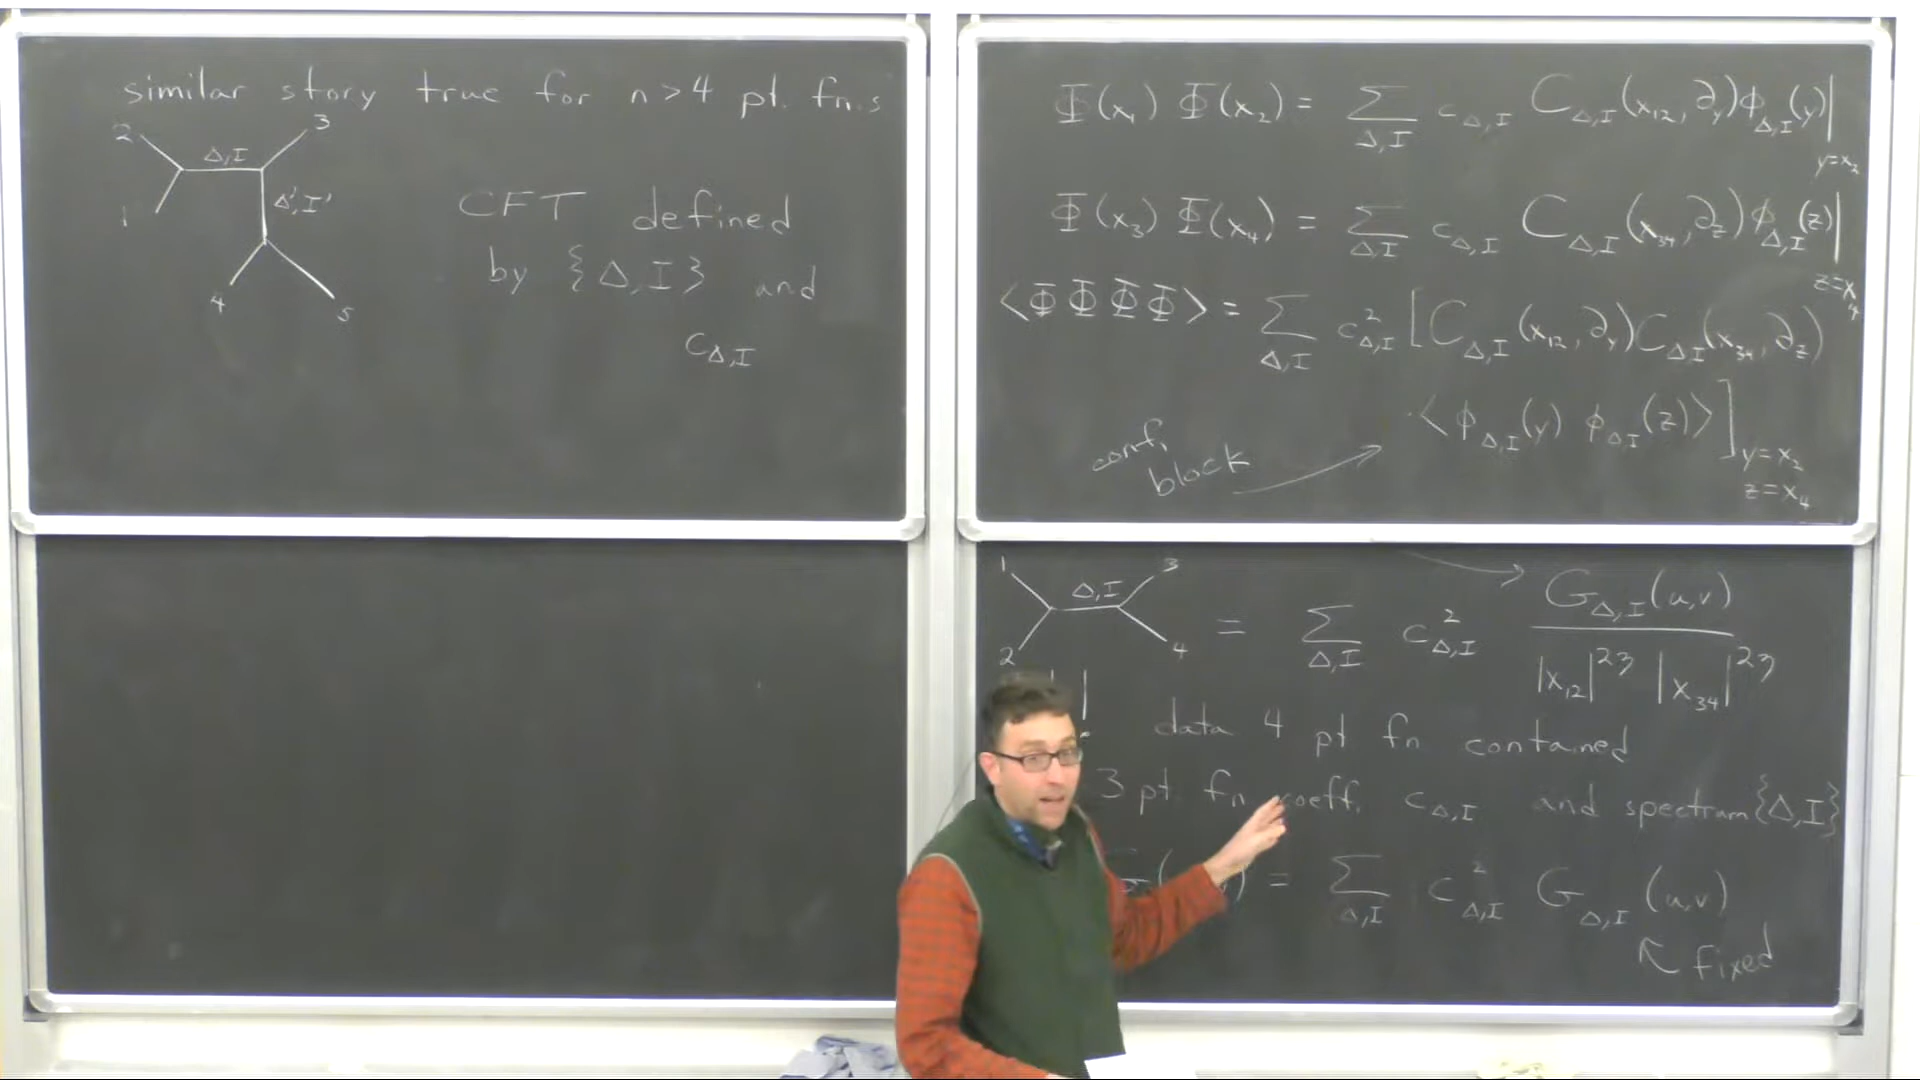 similar story true for n>4 pt. fn.s
2 3
Δ,I
1 Δ',I'
4 5
CFT defined
by {Δ,I} and
c_{Δ,I}
Φ(x₁) Φ(x₂) = Σ_{Δ,I} c_{Δ,I} C_{Δ,I}(x₁₂,∂_y)ϕ_{Δ,I}(y)|_{y=x₂}
Φ(x₃) Φ(x₄) = Σ_{Δ,I} c_{Δ,I} C_{Δ,I}(x₃₄,∂_z)ϕ_{Δ,I}(z)|_{z=x₄}
<Φ Φ Φ Φ> = Σ_{Δ,I} c²_{Δ,I} [C_{Δ,I}(x₁₂,∂_y)C_{Δ,I}(x₃₄,∂_z)
·<ϕ_{Δ,I}(y) ϕ_{Δ,I}(z)>]_{y=x₂ z=x₄}
conf.
block
1 3
Δ,I
2 4
= Σ_{Δ,I} c²_{Δ,I} G_{Δ,I}(u,v) / |x₁₂|^{2η} |x₃₄|^{2η}
data 4 pt fn contained
3 pt. fn coeff. c_{Δ,I} and spectrum {Δ,I}
= Σ_{Δ,I} c²_{Δ,I} G_{Δ,I}(u,v)
↖ fixed